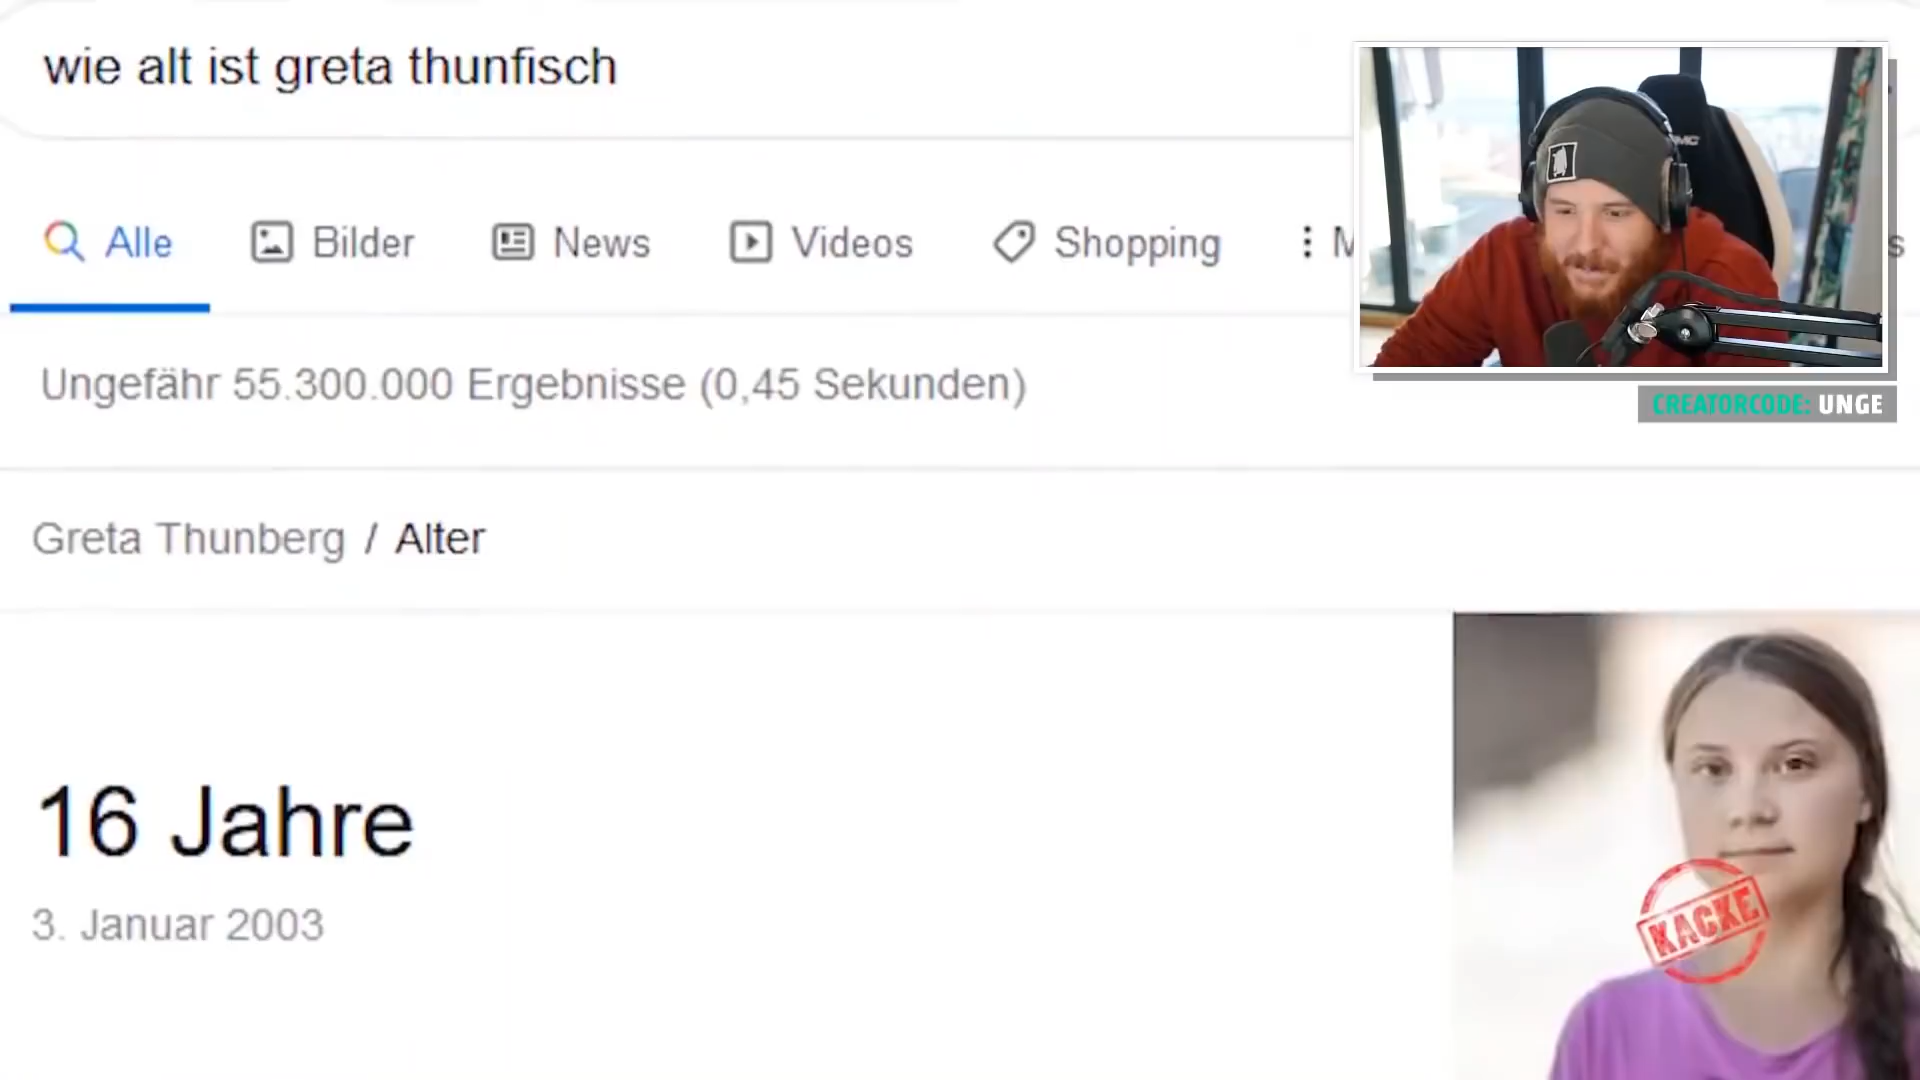 wie alt ist greta thunfisch
Alle
Bilder
News
Videos
Shopping
Ungefähr 55.300.000 Ergebnisse (0,45 Sekunden)
CREATORCODE: UNGE
Greta Thunberg / Alter
16 Jahre
3. Januar 2003
KACKE